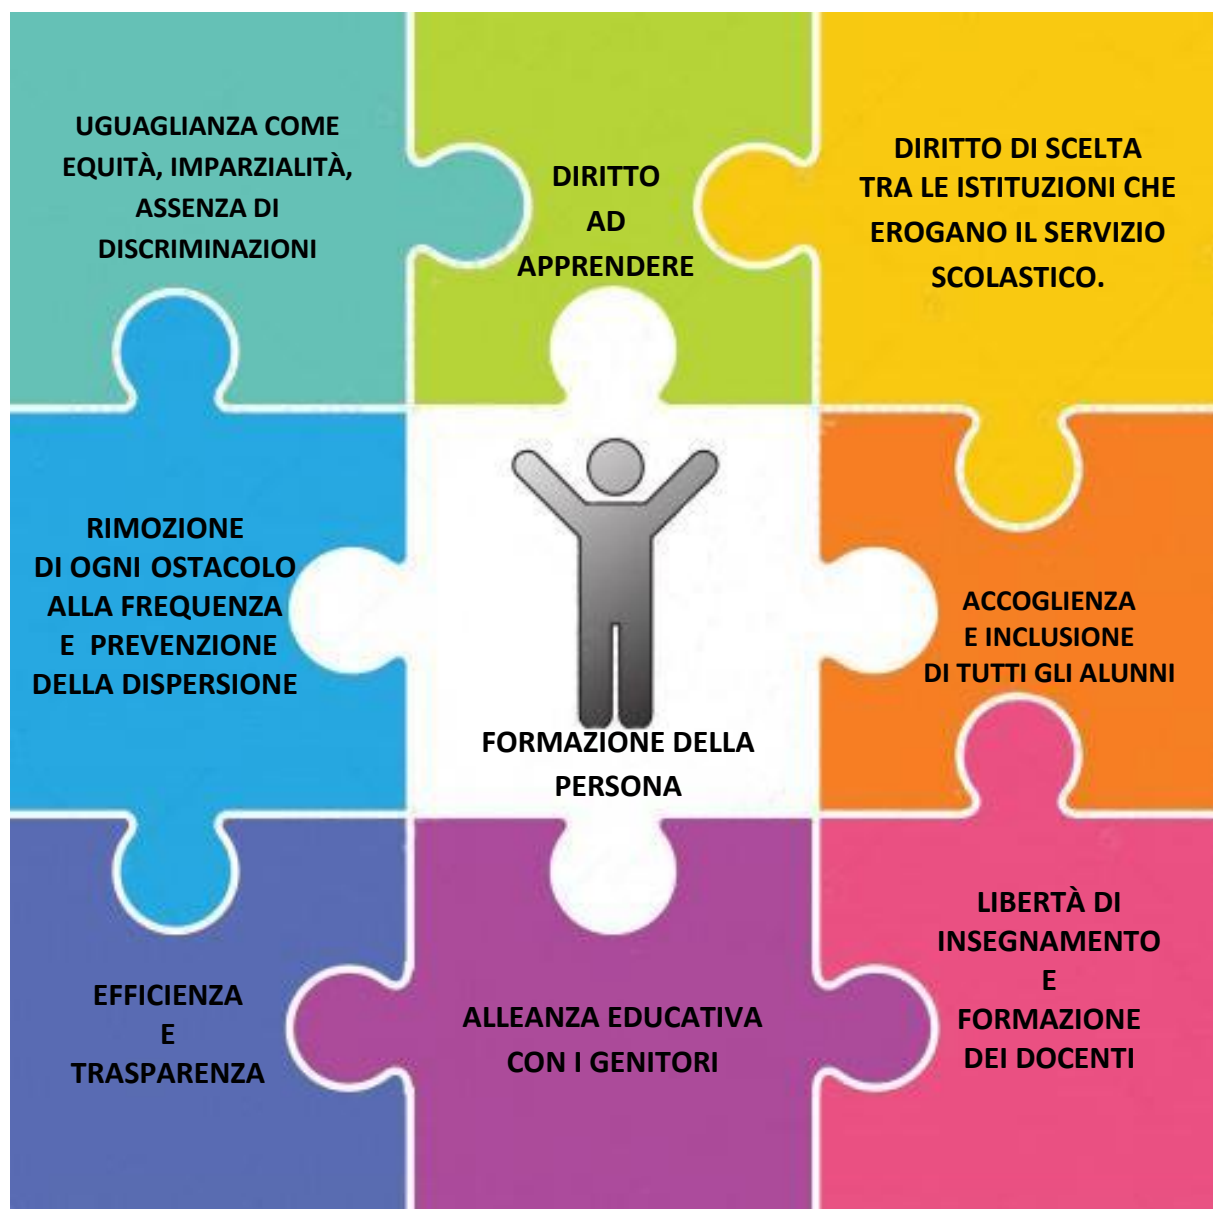 UGUAGLIANZA COME
EQUITÀ, IMPARZIALITÀ,
ASSENZA DI
DISCRIMINAZIONI
DIRITTO
AD
APPRENDERE
DIRITTO DI SCELTA
TRA LE ISTITUZIONI CHE
EROGANO IL SERVIZIO
SCOLASTICO.
RIMOZIONE
DI OGNI OSTACOLO
ALLA FREQUENZA
E PREVENZIONE
DELLA DISPERSIONE
FORMAZIONE DELLA
PERSONA
ACCOGLIENZA
E INCLUSIONE
DI TUTTI GLI ALUNNI
EFFICIENZA
E
TRASPARENZA
ALLEANZA EDUCATIVA
CON I GENITORI
LIBERTÀ DI
INSEGNAMENTO
E
FORMAZIONE
DEI DOCENTI